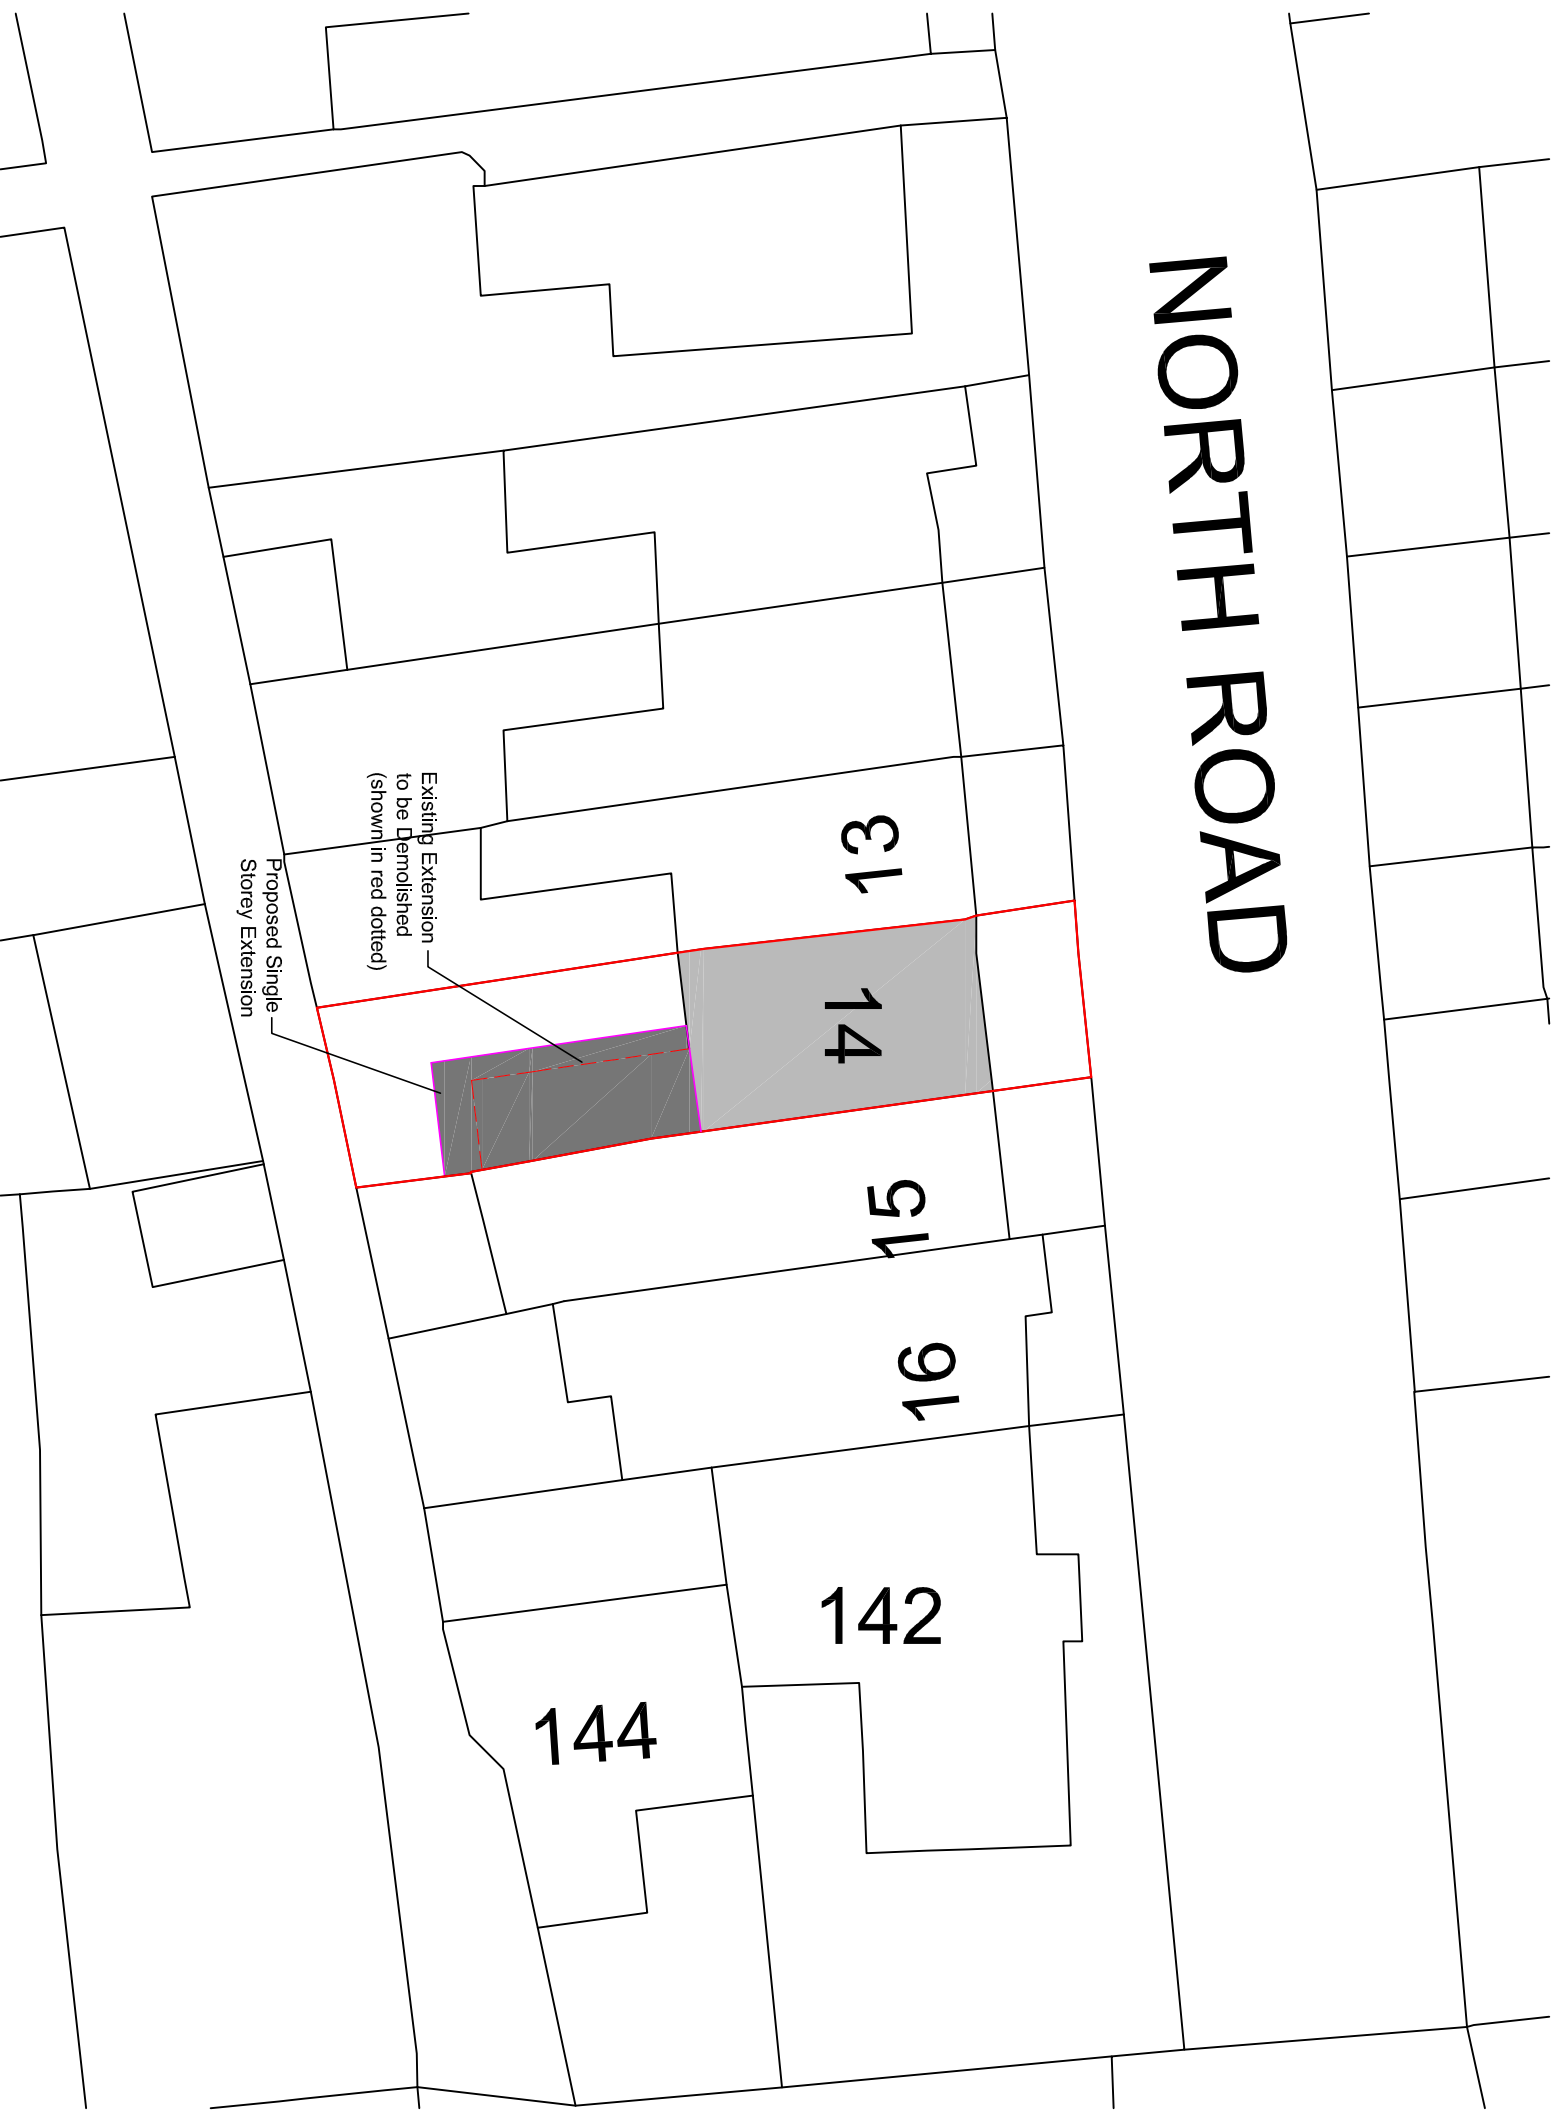 NORTH ROAD
13
14
15
16
142
144
Existing Extension
to be Demolished
(shown in red dotted)
Proposed Single
Storey Extension